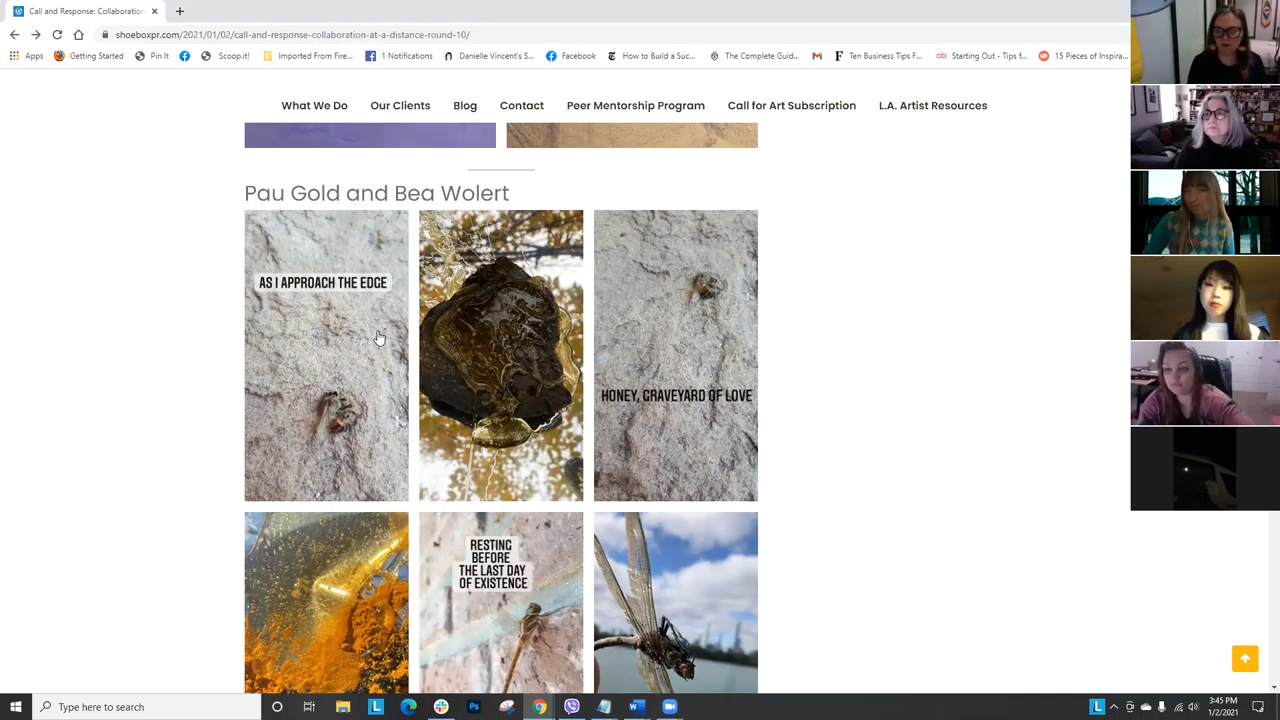 Call and Response: Collaboration
shoeboxpr.com/2021/01/02/call-and-response-collaboration-at-a-distance-round-10/
Apps Getting Started Pin It Scoop.it! Imported From Fire... 1 Notifications Danielle Vincent's S... Facebook How to Build a Suc... The Complete Guid... Ten Business Tips F... ab Starting Out - Tips f 15 Pieces of Inspira...
What We Do Our Clients Blog Contact Peer Mentorship Program Call for Art Subscription L.A. Artist Resources
Pau Gold and Bea Wolert
AS I APPROACH THE EDGE
HONEY, GRAVEYARD OF LOVE
RESTING
BEFORE
THE LAST DAY
OF EXISTENCE
Type here to search
3:45 PM
1/2/2021